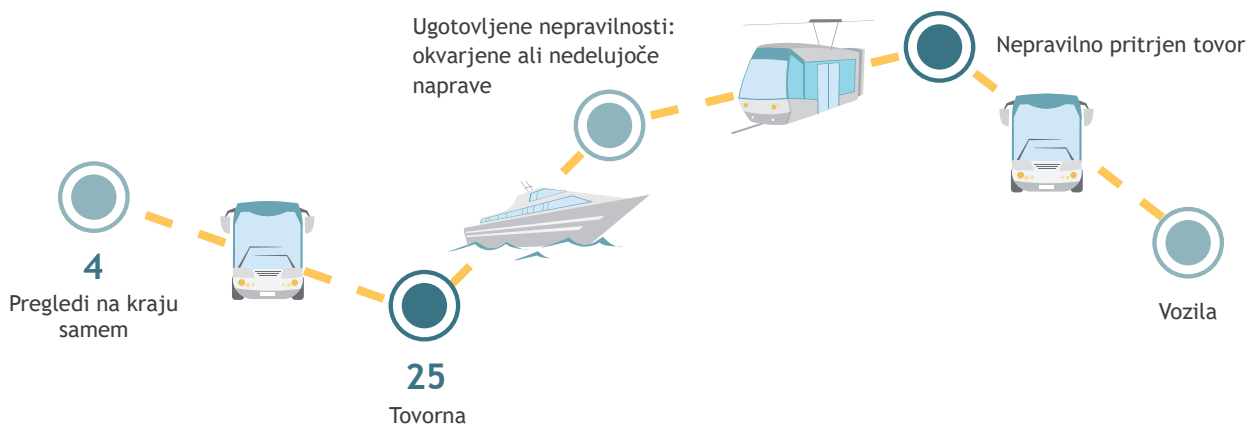 4
Pregledi na kraju
samem
25
Tovorna
Ugotovljene nepravilnosti:
okvarjene ali nedelujoče
naprave
Nepravilno pritrjen tovor
Vozila